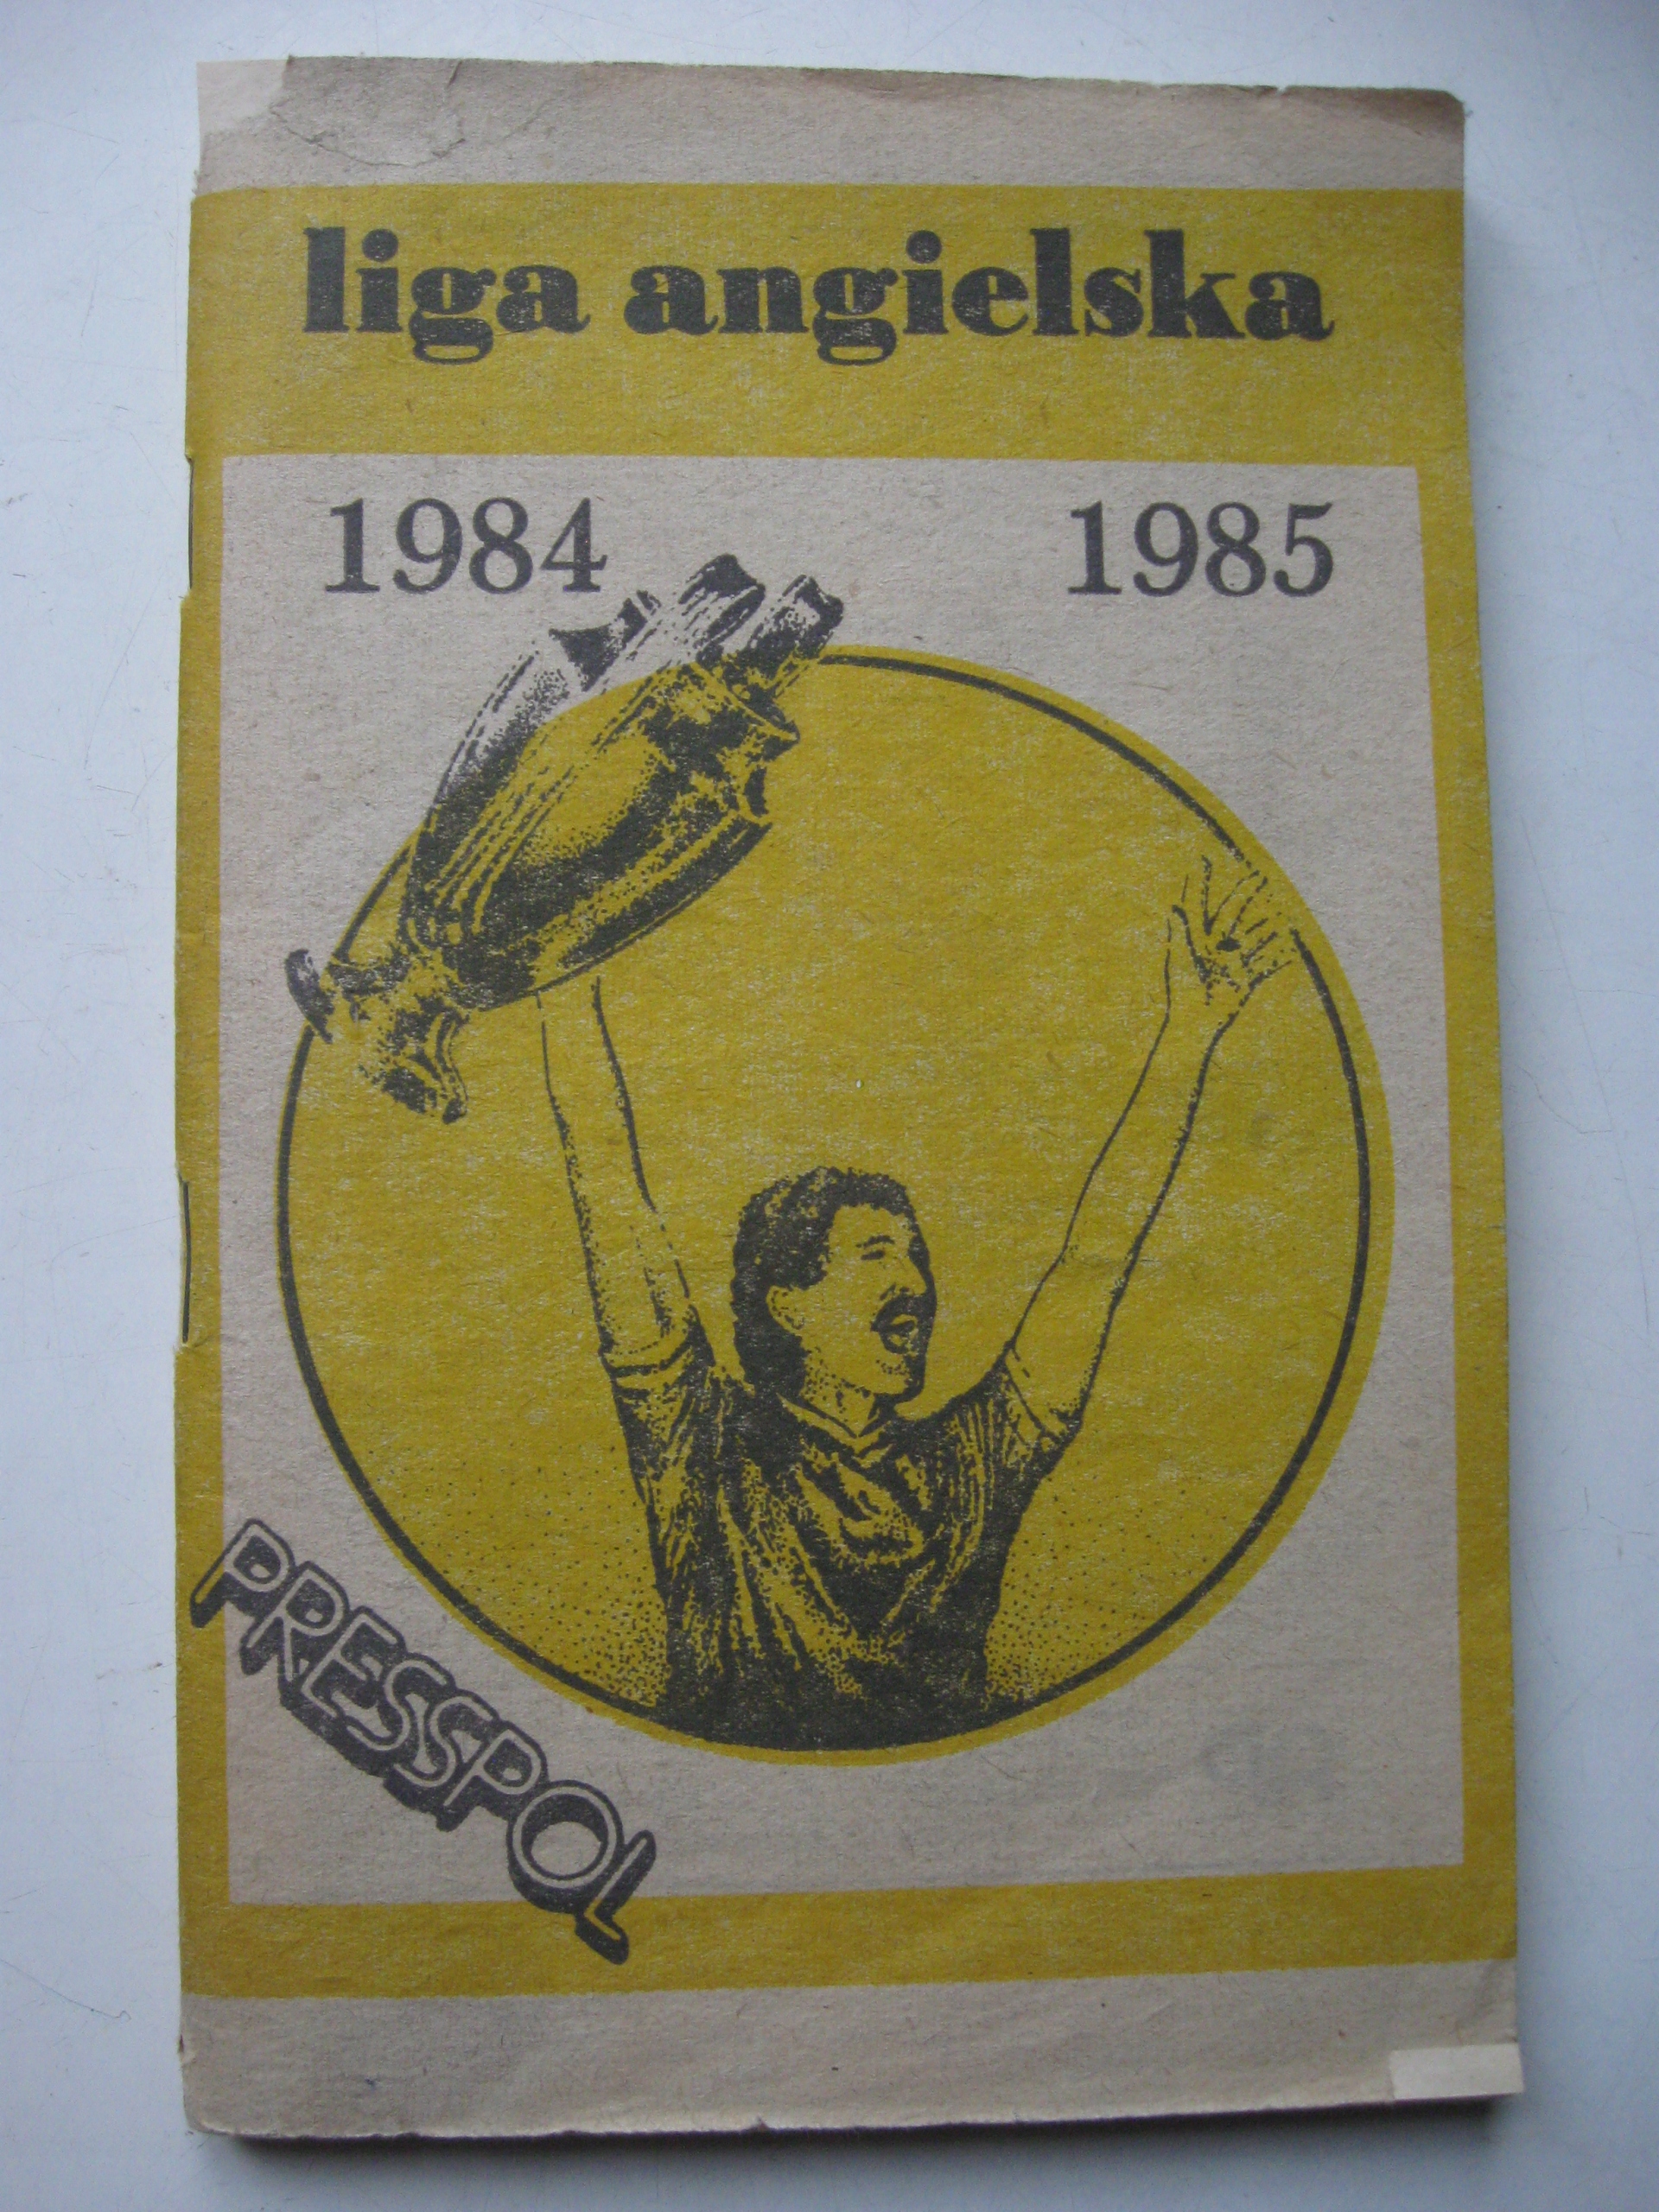 liga angielska
1984 1985
PRESSPOL